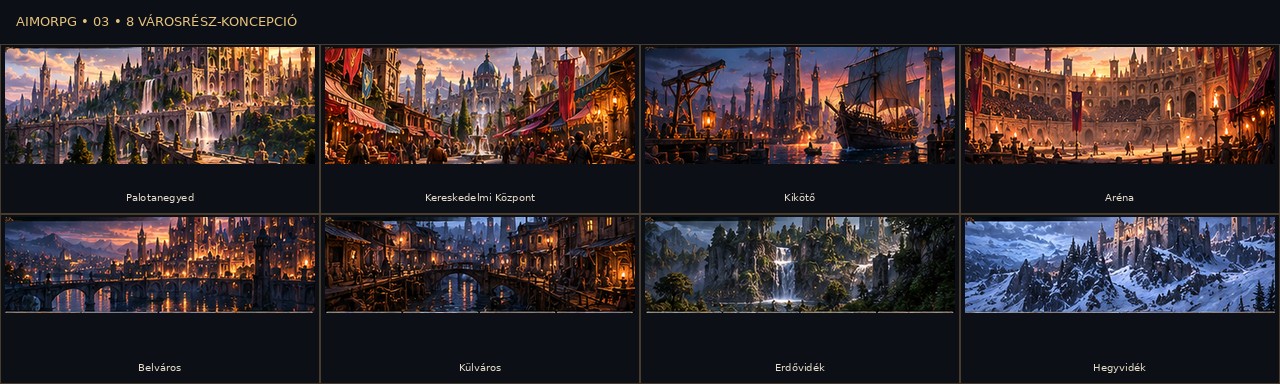 AIMORPG • 03 • 8 VÁROSRÉSZ-KONCEPCIÓ
Palotanegyed
Kereskedelmi Központ
Kikötő
Aréna
Belváros
Külváros
Erdővidék
Hegyvidék